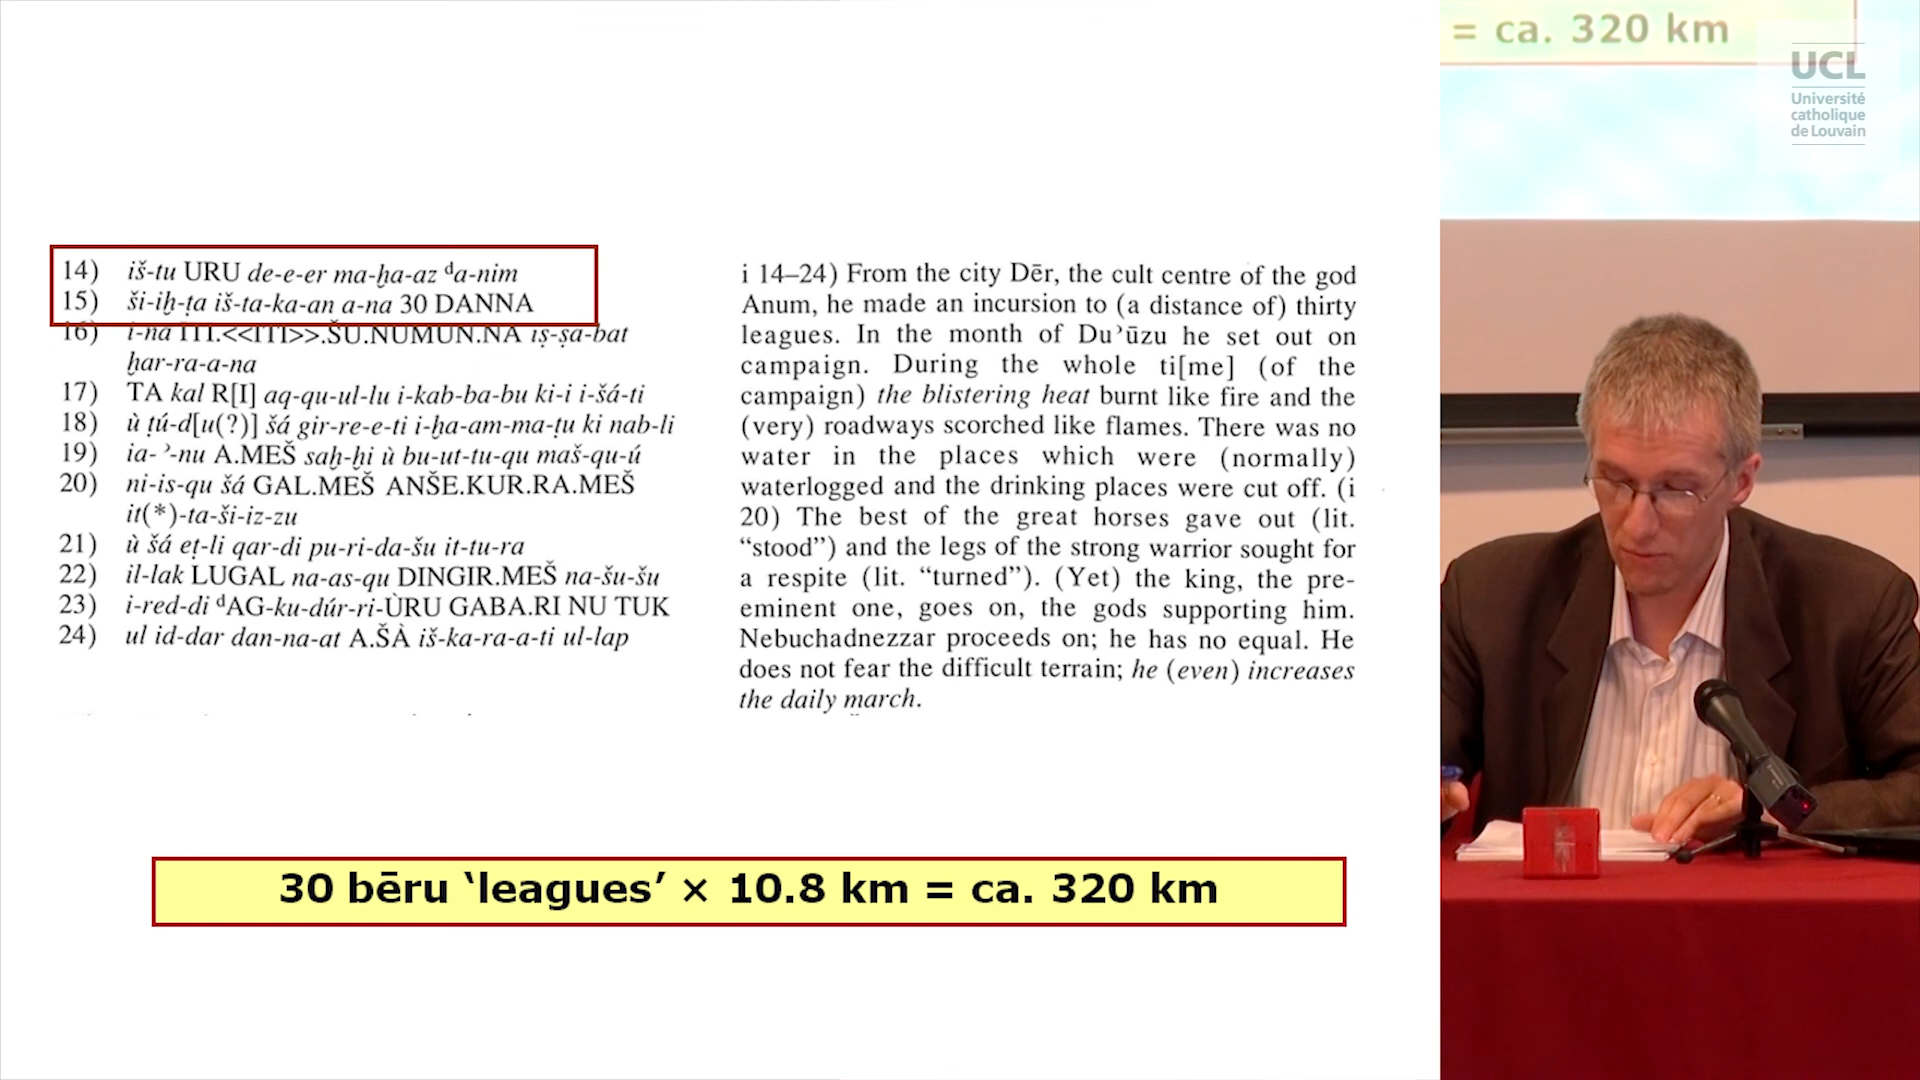 14) iš-tu URU de-e-er ma-ḫa-az ᵈa-nim
15) ši-iḫ-ṭa iš-ta-ka-an a-na 30 DANNA
16) i-na ITI.<<ITI>>.ŠU.NUMUN.NA iṣ-ṣa-bat
ḫar-ra-a-na
17) TA kal R[I] aq-qu-ul-lu i-kab-ba-bu ki-i i-šá-ti
18) ù ṭú-d[u(?)] šá gir-re-e-ti i-ḫa-am-ma-ṭu ki nab-li
19) ia-ʾ-nu A.MEŠ saḫ-ḫi ù bu-ut-tu-qu maš-qu-ú
20) ni-is-qu šá GAL.MEŠ ANŠE.KUR.RA.MEŠ
it(*)-ta-ši-iz-zu
21) ù šá eṭ-li qar-di pu-ri-da-šu it-tu-ra
22) il-lak LUGAL na-as-qu DINGIR.MEŠ na-šu-šu
23) i-red-di ᵈAG-ku-dúr-ri-ÙRU GABA.RI NU TUK
24) ul id-dar dan-na-at A.ŠÀ iš-ka-ra-a-ti ul-lap
i 14–24) From the city Dēr, the cult centre of the god
Anum, he made an incursion to (a distance of) thirty
leagues. In the month of Duʾūzu he set out on
campaign. During the whole ti[me] (of the
campaign) the blistering heat burnt like fire and the
(very) roadways scorched like flames. There was no
water in the places which were (normally)
waterlogged and the drinking places were cut off. (i
20) The best of the great horses gave out (lit.
“stood”) and the legs of the strong warrior sought for
a respite (lit. “turned”). (Yet) the king, the pre-
eminent one, goes on, the gods supporting him.
Nebuchadnezzar proceeds on; he has no equal. He
does not fear the difficult terrain; he (even) increases
the daily march.
30 bēru ‘leagues’ × 10.8 km = ca. 320 km
= ca. 320 km
UCL
Université
catholique
de Louvain